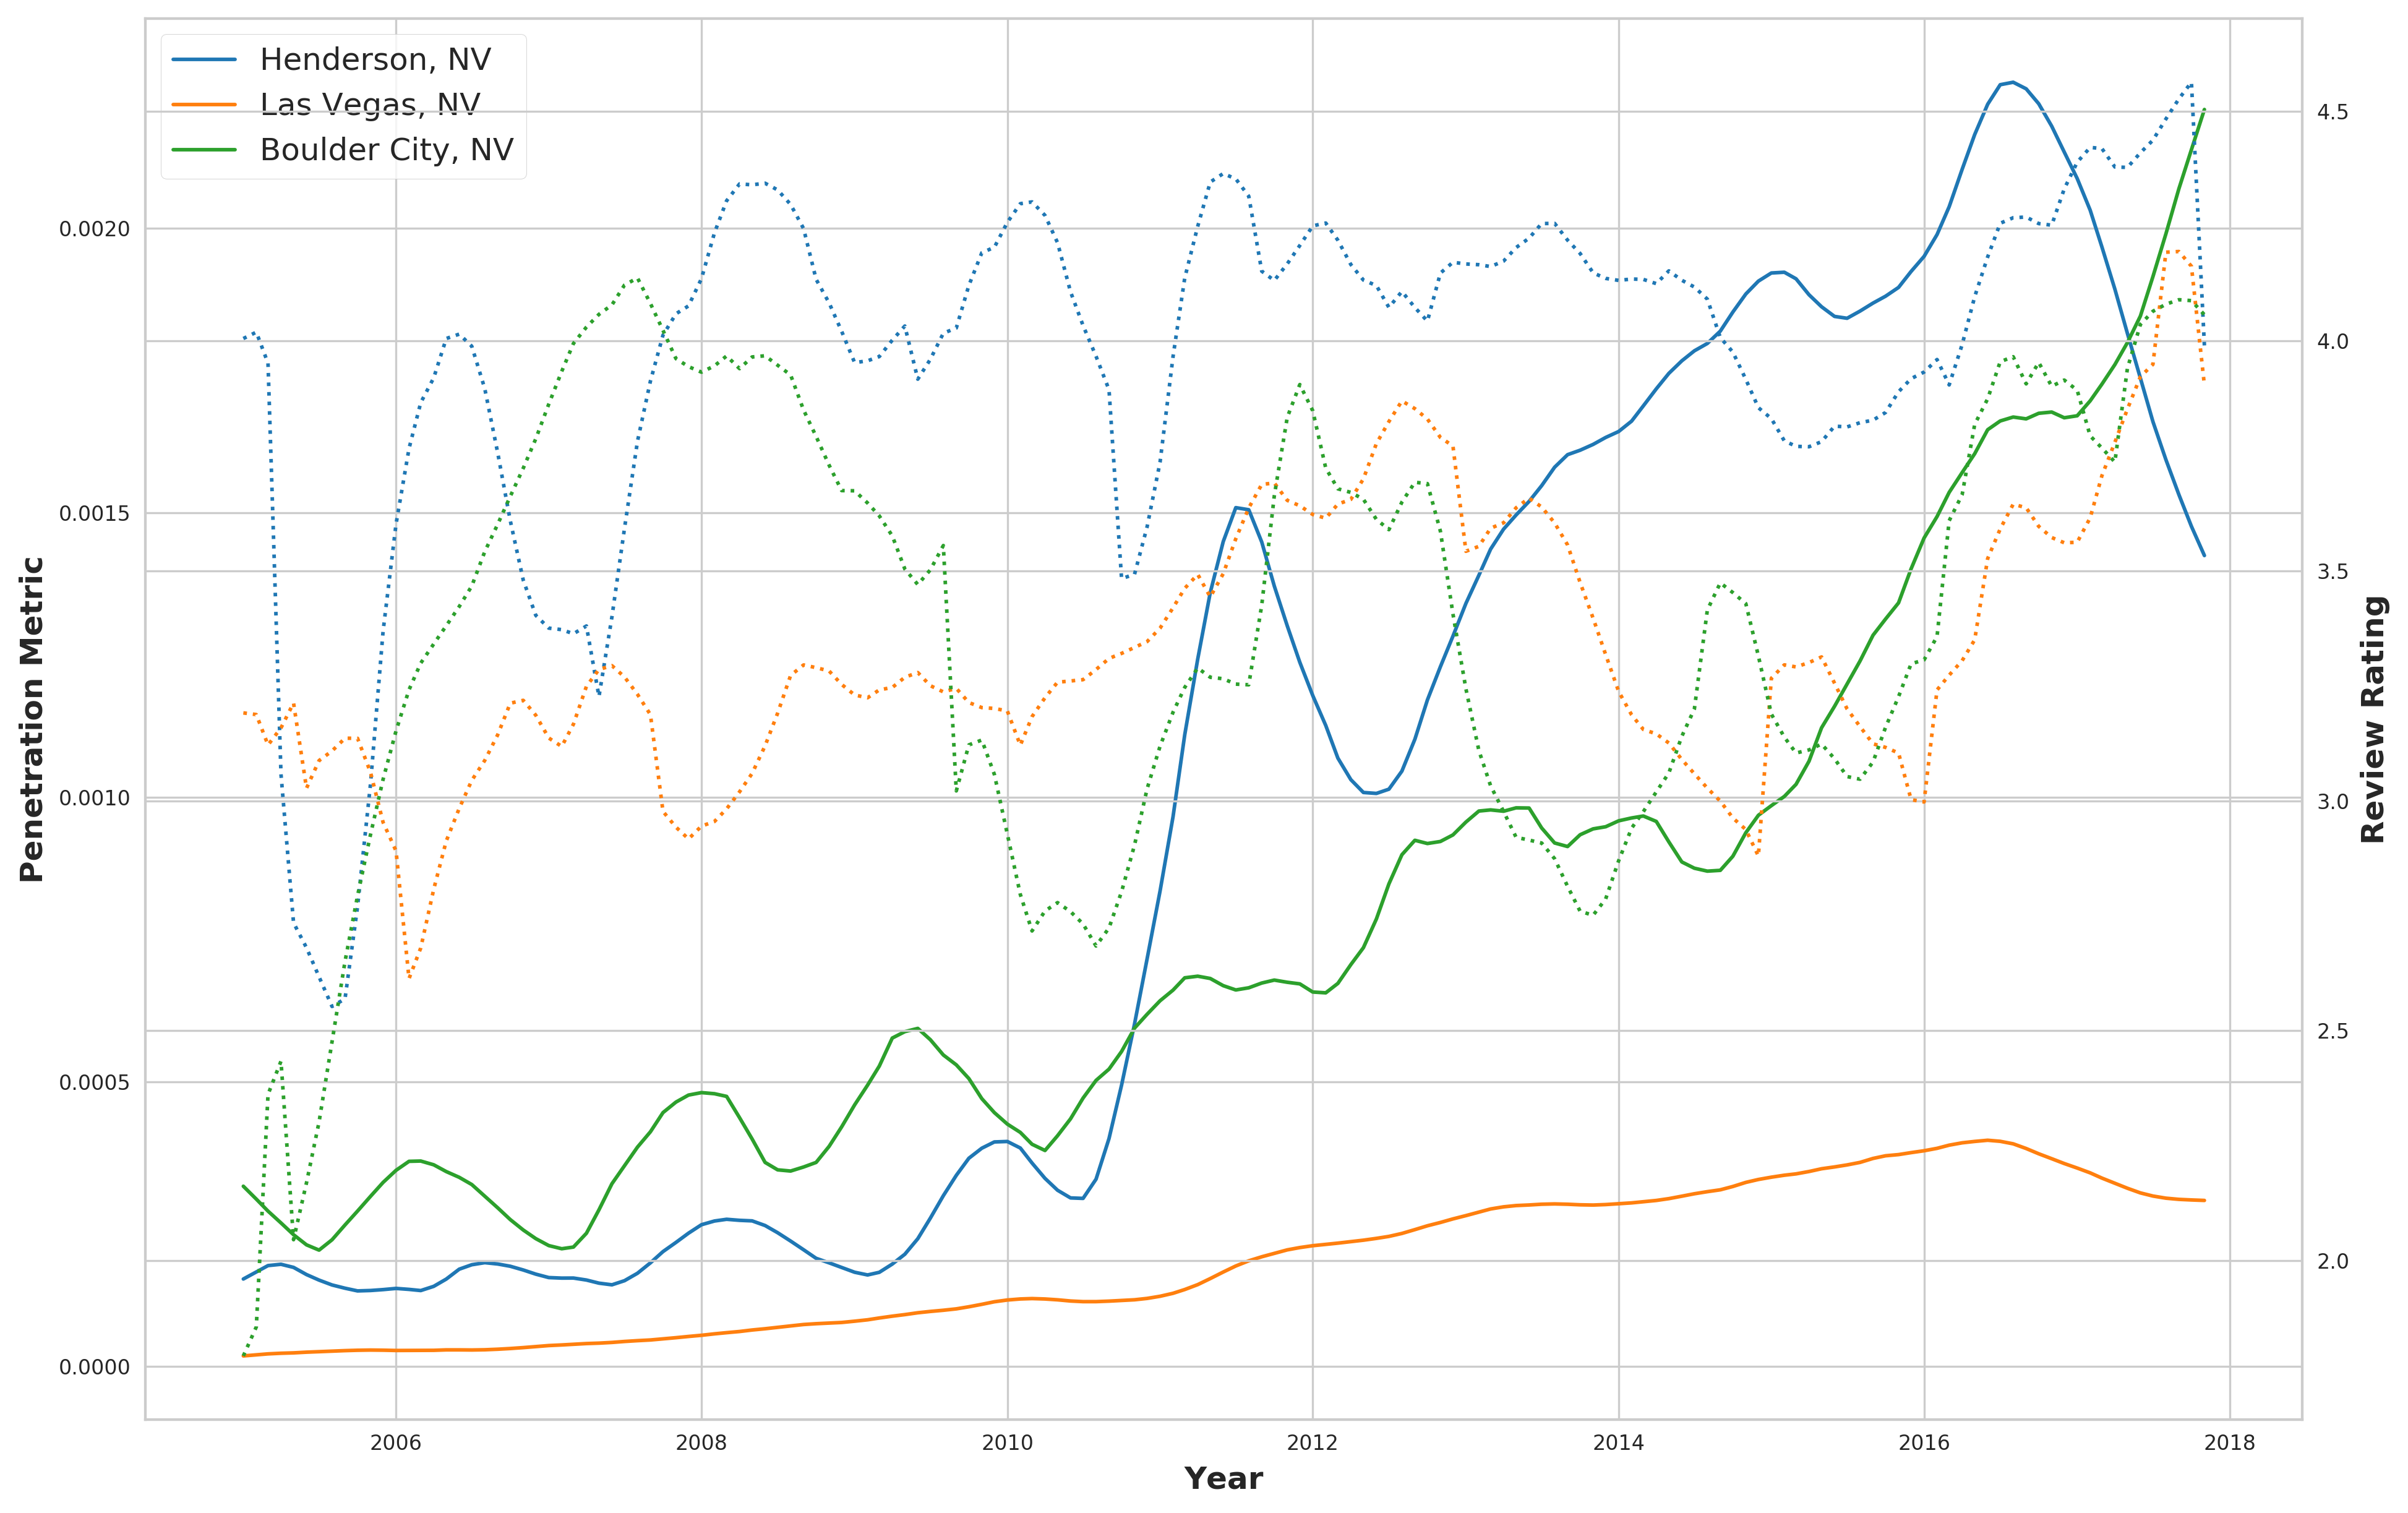 Henderson, NV
Las Vegas, NV
Boulder City, NV
Penetration Metric
0.0020
0.0015
0.0010
0.0005
0.0000
4.5
4.0
3.5
3.0
2.5
2.0
Review Rating
2006 2008 2010 2012 2014 2016 2018
Year